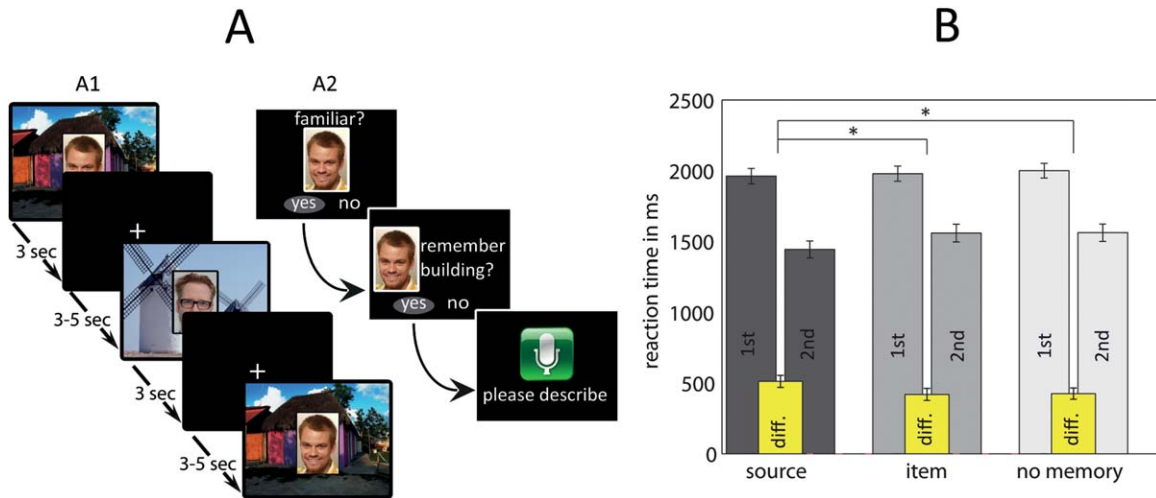 A
A1
A2
3 sec
3-5 sec
3 sec
3-5 sec
familiar?
yes no
remember
building?
yes no
please describe
B
reaction time in ms
2500
2000
1500
1000
500
0
*
*
1st
2nd
diff.
1st
2nd
diff.
1st
2nd
diff.
source
item
no memory